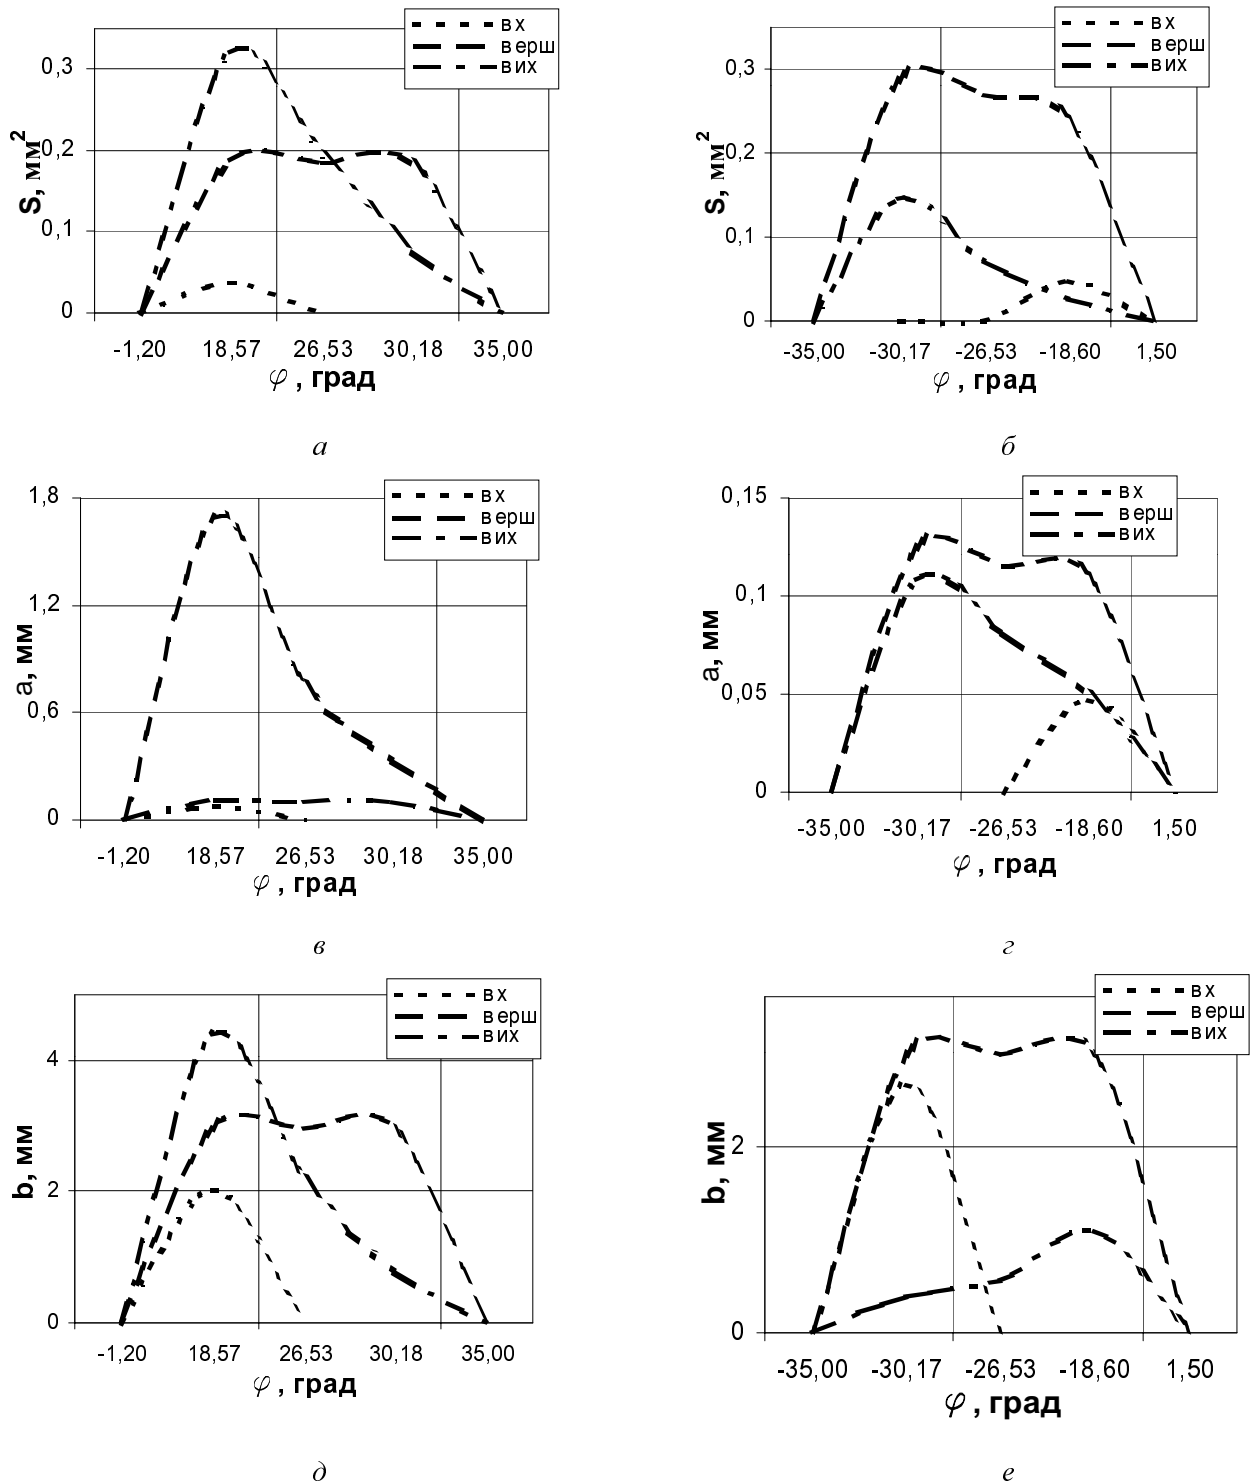 вх
верш
вих
0,3
0,2
0,1
0
S, мм2
-1,20 18,57 26,53 30,18 35,00
φ , град
а
вх
верш
вих
0,3
0,2
0,1
0
S, мм2
-35,00 -30,17 -26,53 -18,60 1,50
φ , град
б
вх
верш
вих
1,8
1,2
0,6
0
а, мм
-1,20 18,57 26,53 30,18 35,00
φ , град
в
вх
верш
вих
0,15
0,1
0,05
0
а, мм
-35,00 -30,17 -26,53 -18,60 1,50
φ , град
г
вх
верш
вих
4
2
0
b, мм
-1,20 18,57 26,53 30,18 35,00
φ , град
д
вх
верш
вих
2
0
b, мм
-35,00 -30,17 -26,53 -18,60 1,50
φ , град
е